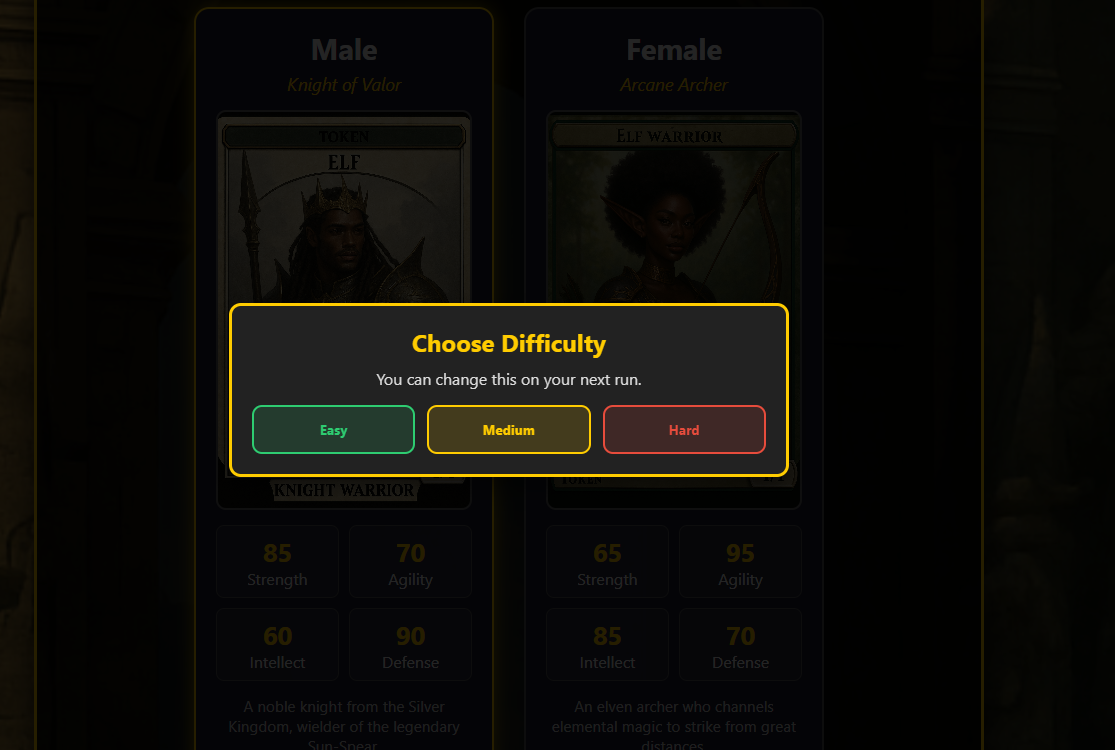 Male
Knight of Valor
TOKEN
ELF
KNIGHT WARRIOR
85
Strength
70
Agility
60
Intellect
90
Defense
A noble knight from the Silver
Kingdom, wielder of the legendary
Sun-Spear
Female
Arcane Archer
ELF WARRIOR
65
Strength
95
Agility
85
Intellect
70
Defense
An elven archer who channels
elemental magic to strike from great
distances
Choose Difficulty
You can change this on your next run.
Easy
Medium
Hard